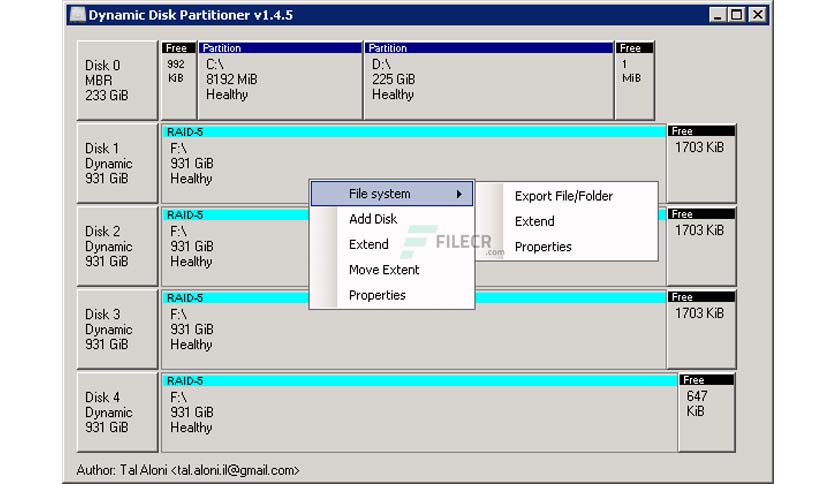 Dynamic Disk Partitioner v1.4.5
Disk 0
MBR
233 GiB
Free
992
KiB
Partition
C:\
8192 MiB
Healthy
Partition
D:\
225 GiB
Healthy
Free
1
MiB
Disk 1
Dynamic
931 GiB
RAID-5
F:\
931 GiB
Healthy
Free
1703 KiB
Disk 2
Dynamic
931 GiB
RAID-5
F:\
931 GiB
Healthy
Free
1703 KiB
File system
Add Disk
Extend
Move Extent
Properties
Export File/Folder
Extend
Properties
FILECR
.com
Disk 3
Dynamic
931 GiB
RAID-5
F:\
931 GiB
Healthy
Free
1703 KiB
Disk 4
Dynamic
931 GiB
RAID-5
F:\
931 GiB
Healthy
Free
647
KiB
Author: Tal Aloni <tal.aloni.il@gmail.com>